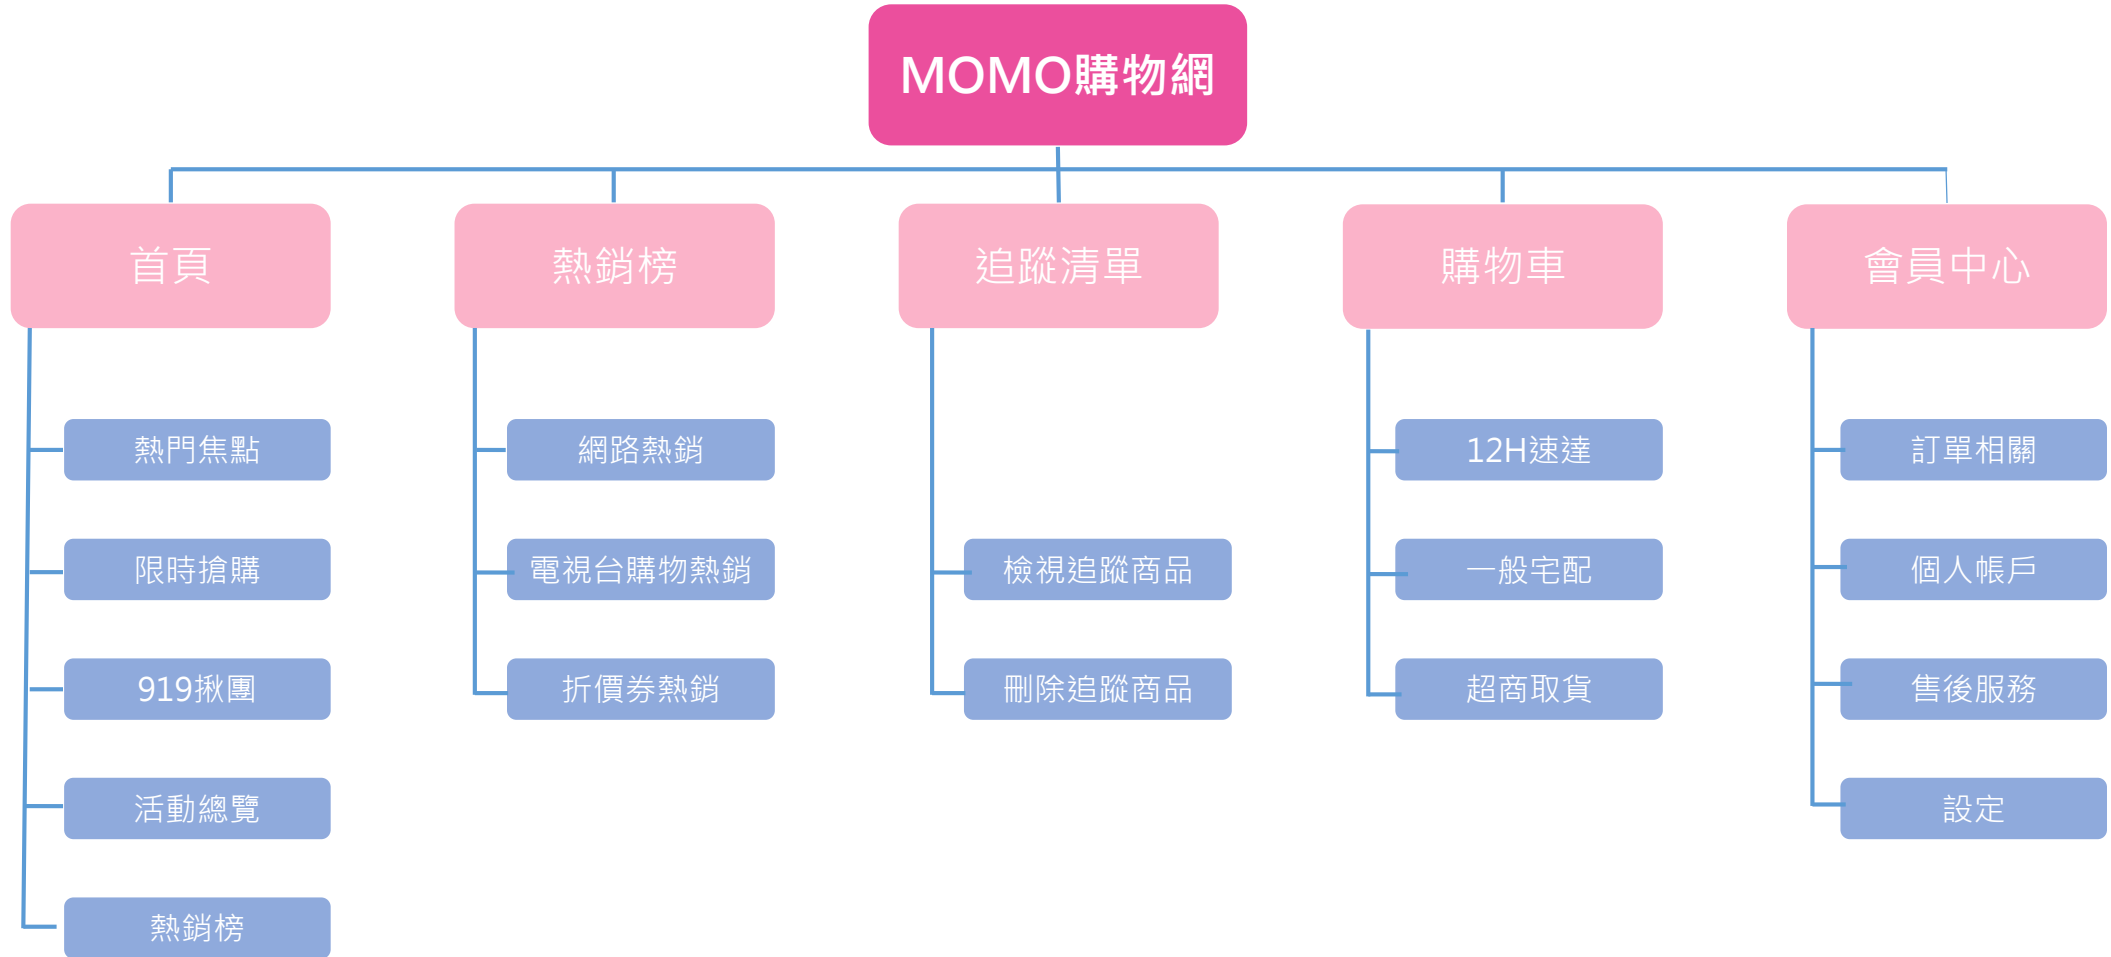 MOMO購物網
首頁
熱銷榜
追蹤清單
購物車
會員中心
熱門焦點
限時搶購
919揪團
活動總覽
熱銷榜
網路熱銷
電視台購物熱銷
折價券熱銷
檢視追蹤商品
刪除追蹤商品
12H速達
一般宅配
超商取貨
訂單相關
個人帳戶
售後服務
設定